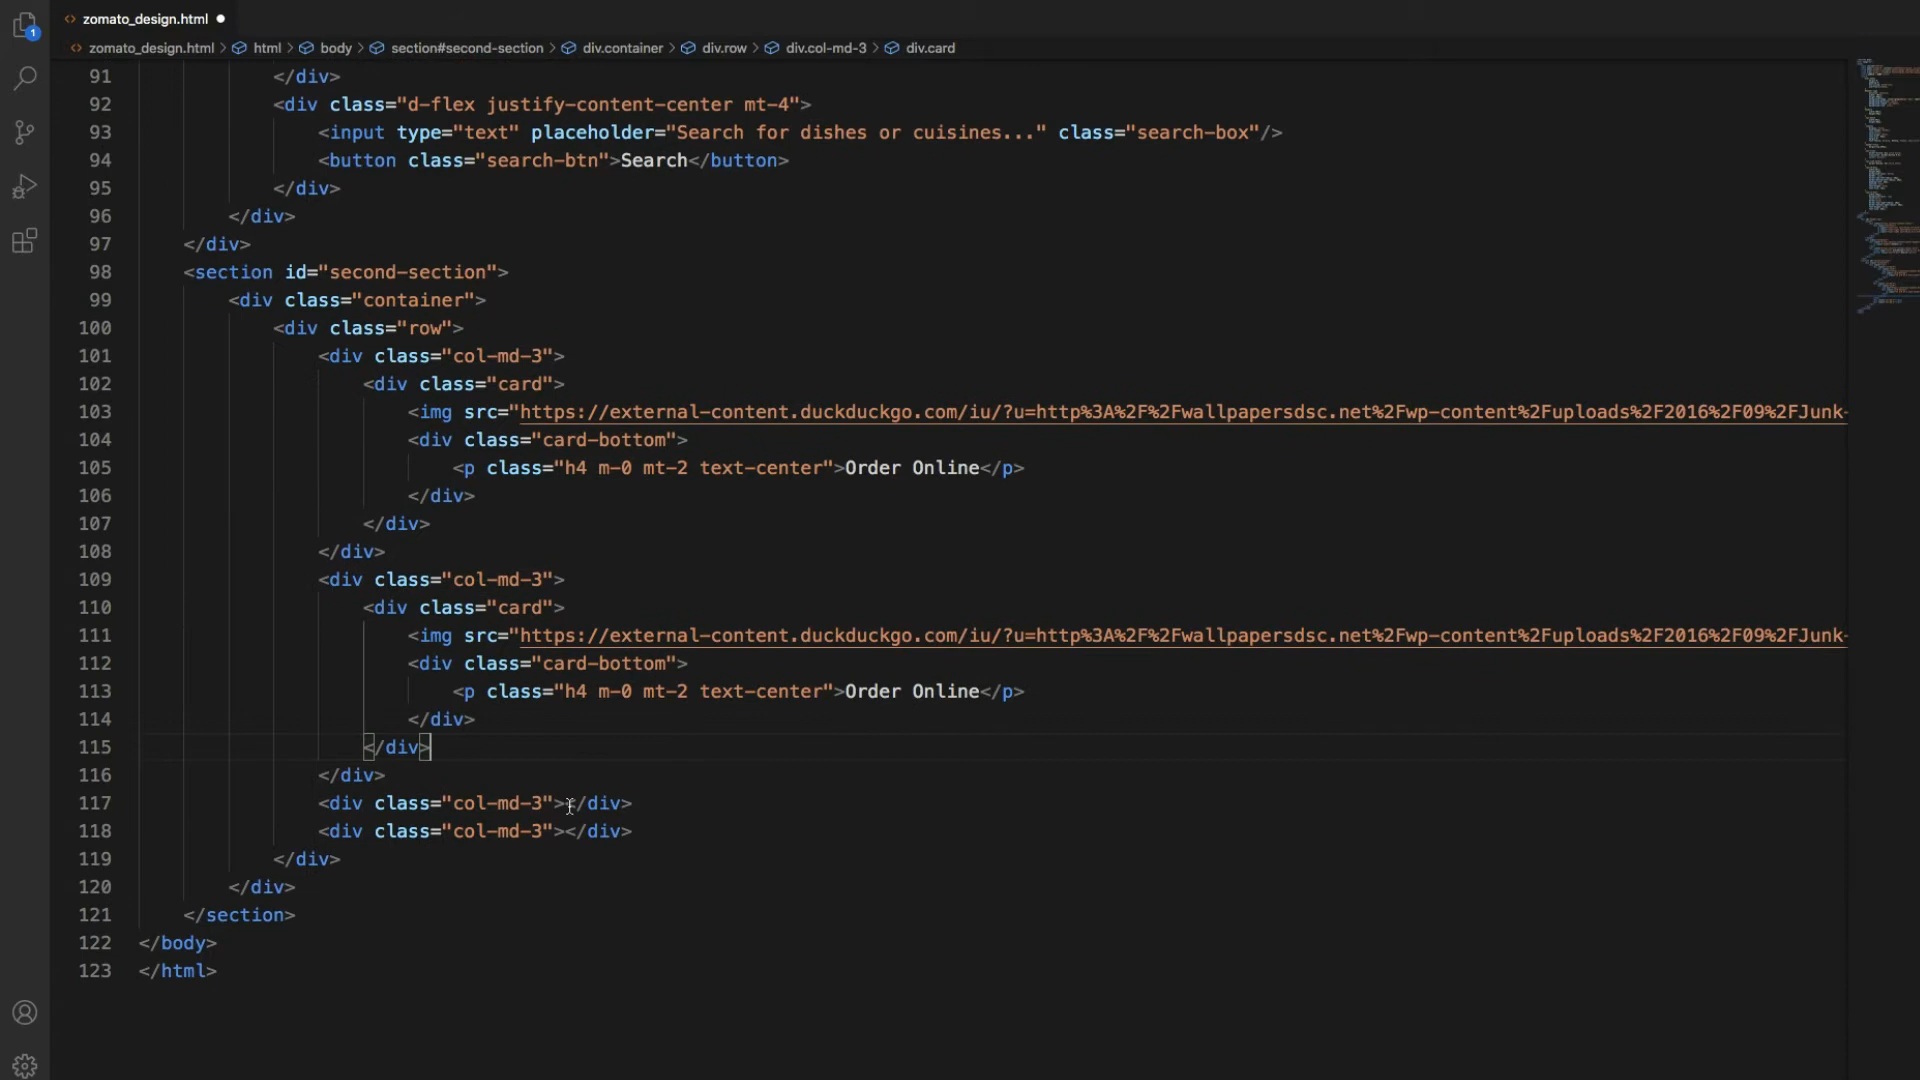 1
zomato_design.html
zomato_design.html > html > body > section#second-section > div.container > div.row > div.col-md-3 > div.card
91 </div>
92 <div class="d-flex justify-content-center mt-4">
93 <input type="text" placeholder="Search for dishes or cuisines..." class="search-box"/>
94 <button class="search-btn">Search</button>
95 </div>
96 </div>
97 </div>
98 <section id="second-section">
99 <div class="container">
100 <div class="row">
101 <div class="col-md-3">
102 <div class="card">
103 <img src="https://external-content.duckduckgo.com/iu/?u=http%3A%2F%2Fwallpapersdsc.net%2Fwp-content%2Fuploads%2F2016%2F09%2FJunk-
104 <div class="card-bottom">
105 <p class="h4 m-0 mt-2 text-center">Order Online</p>
106 </div>
107 </div>
108 </div>
109 <div class="col-md-3">
110 <div class="card">
111 <img src="https://external-content.duckduckgo.com/iu/?u=http%3A%2F%2Fwallpapersdsc.net%2Fwp-content%2Fuploads%2F2016%2F09%2FJunk-
112 <div class="card-bottom">
113 <p class="h4 m-0 mt-2 text-center">Order Online</p>
114 </div>
115 </div>
116 </div>
117 <div class="col-md-3"></div>
118 <div class="col-md-3"></div>
119 </div>
120 </div>
121 </section>
122 </body>
123 </html>